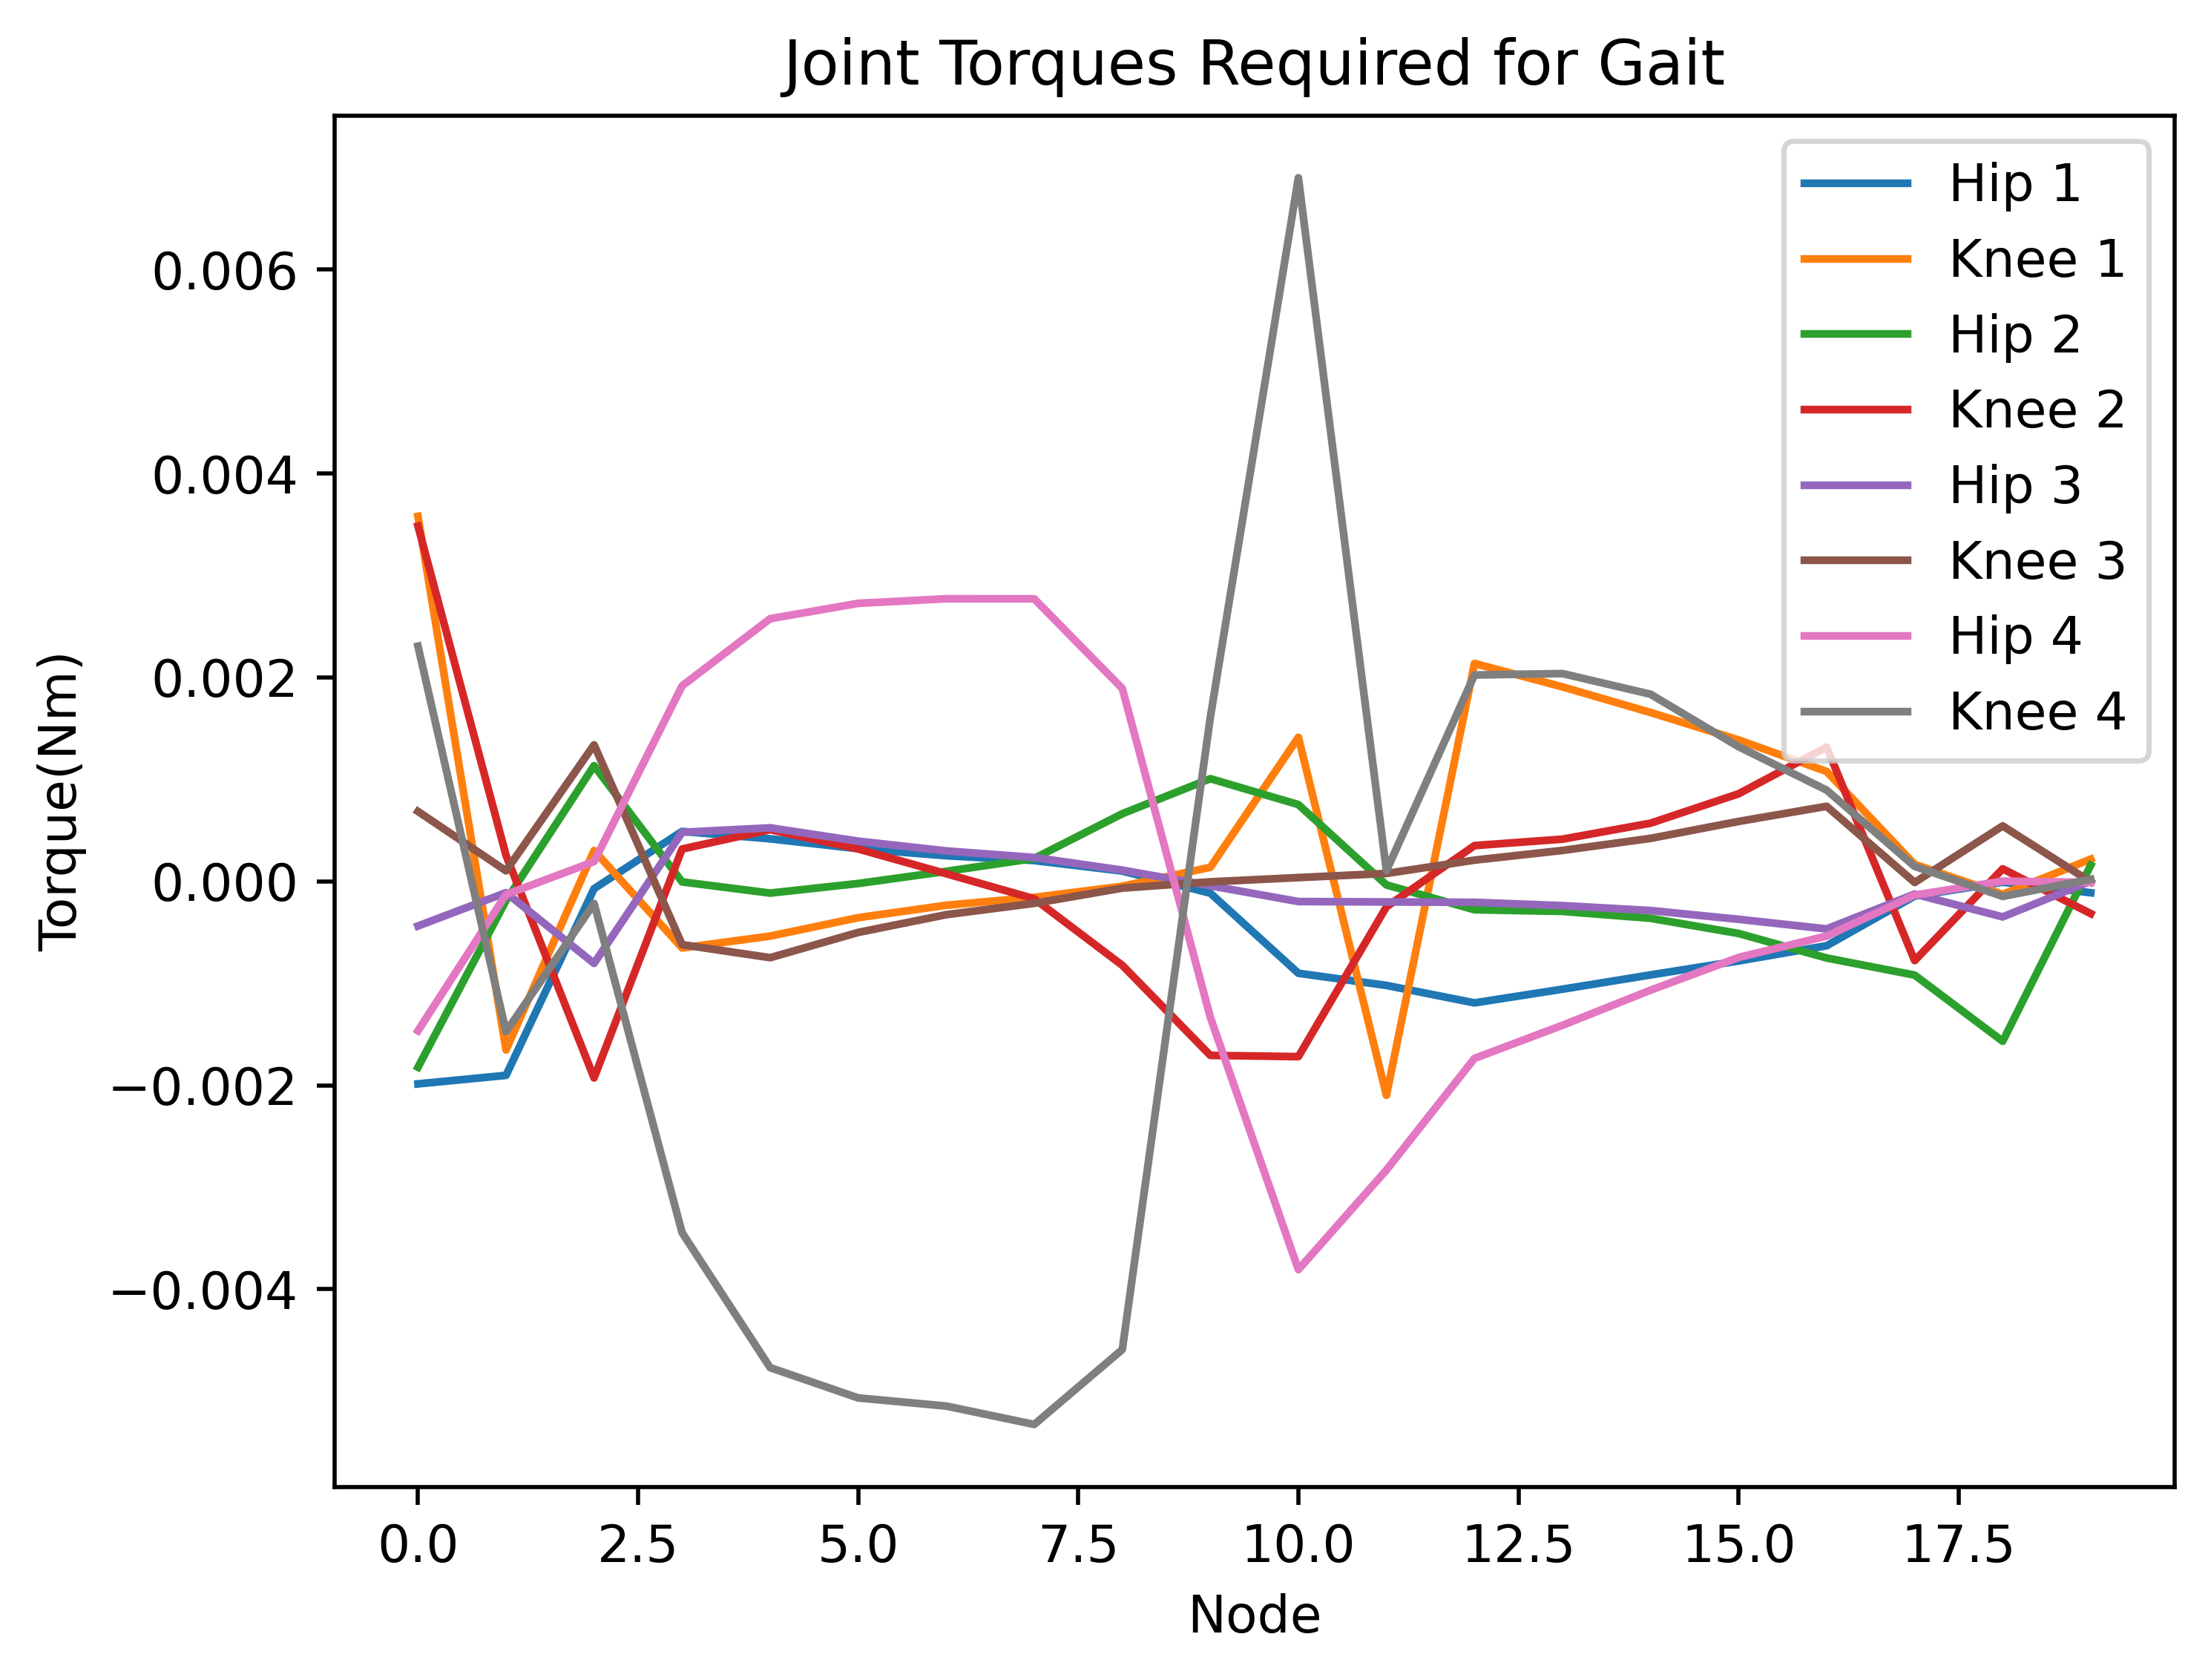 Joint Torques Required for Gait
Torque(Nm)
0.006
0.004
0.002
0.000
−0.002
−0.004
Hip 1
Knee 1
Hip 2
Knee 2
Hip 3
Knee 3
Hip 4
Knee 4
0.0 2.5 5.0 7.5 10.0 12.5 15.0 17.5
Node